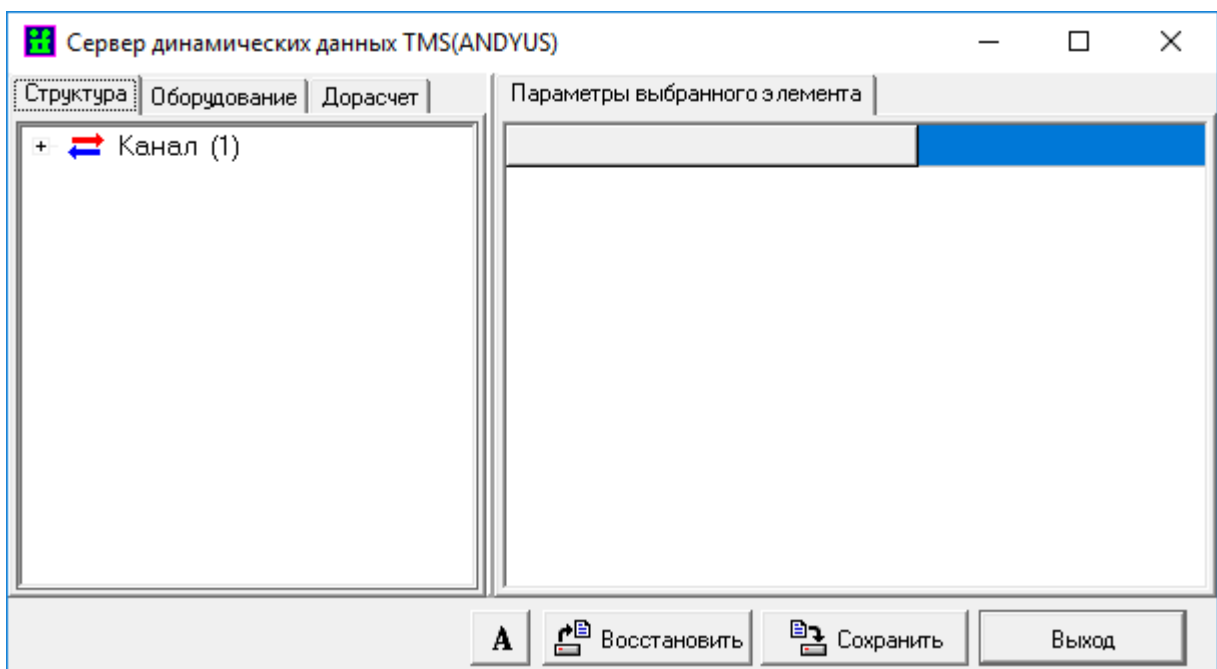 Сервер динамических данных TMS(ANDYUS)
Структура Оборудование Дорасчет
Параметры выбранного элемента
Канал (1)
A Восстановить Сохранить Выход